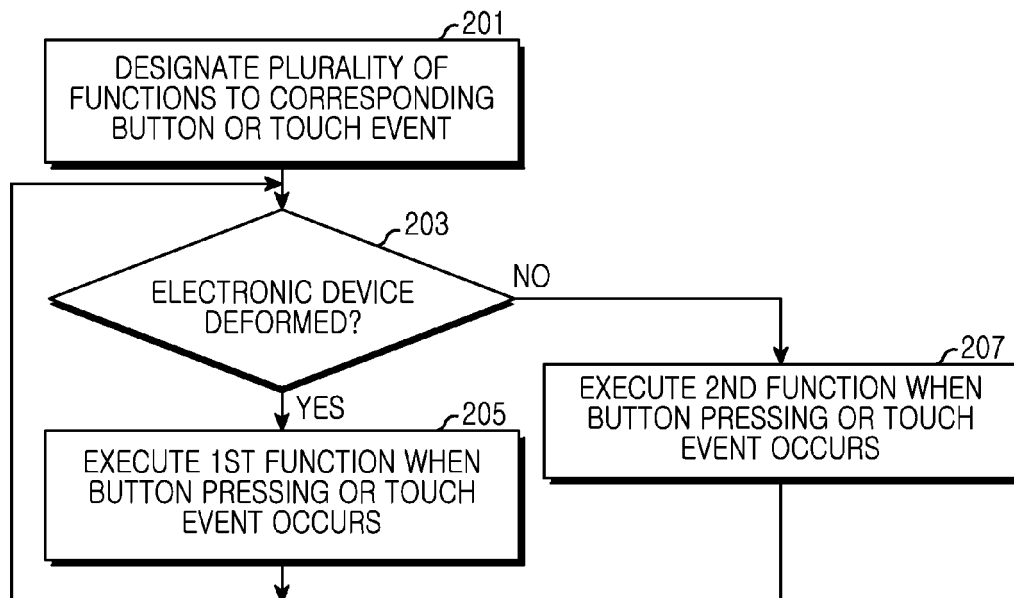 201
DESIGNATE PLURALITY OF
FUNCTIONS TO CORRESPONDING
BUTTON OR TOUCH EVENT
203
ELECTRONIC DEVICE
DEFORMED?
NO
YES
207
EXECUTE 2ND FUNCTION WHEN
BUTTON PRESSING OR TOUCH
EVENT OCCURS
205
EXECUTE 1ST FUNCTION WHEN
BUTTON PRESSING OR TOUCH
EVENT OCCURS